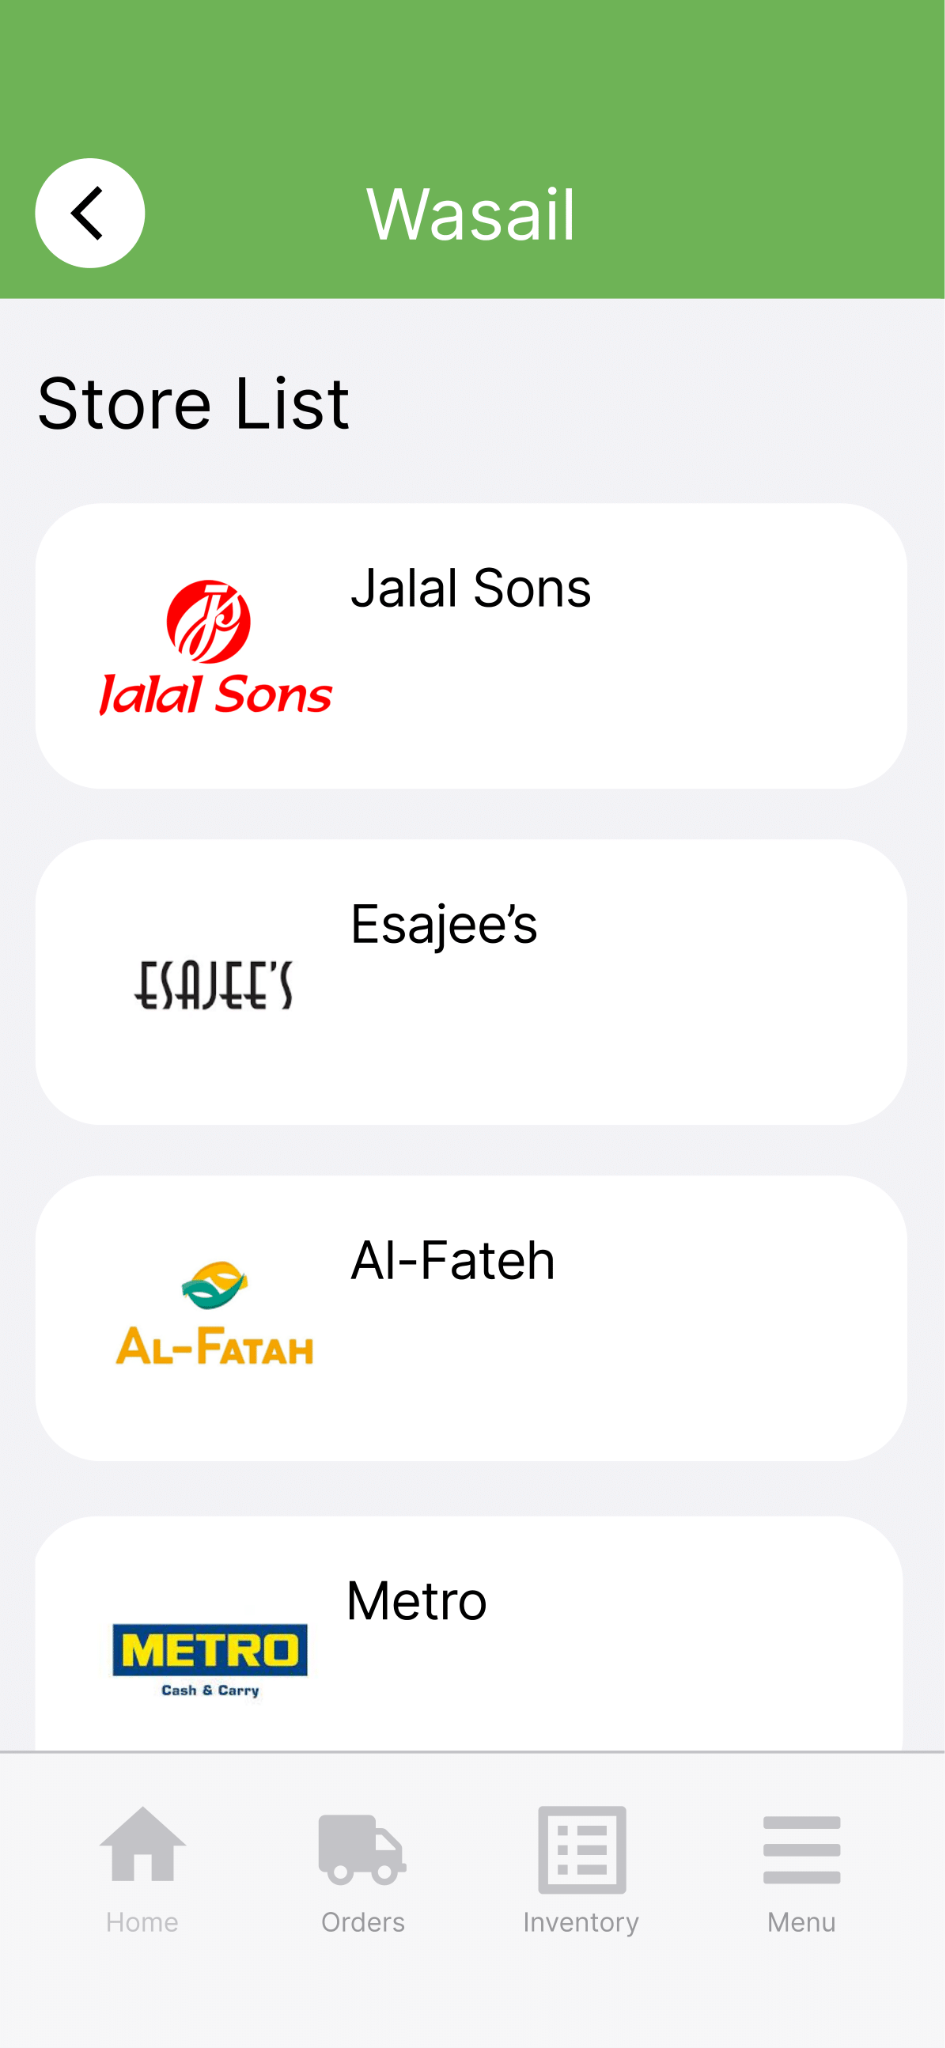 Wasail
Store List
Jalal Sons
Jalal Sons
Esajee’s
ESAJEE'S
Al-Fateh
AL-FATAH
Metro
METRO
Cash & Carry
Home
Orders
Inventory
Menu